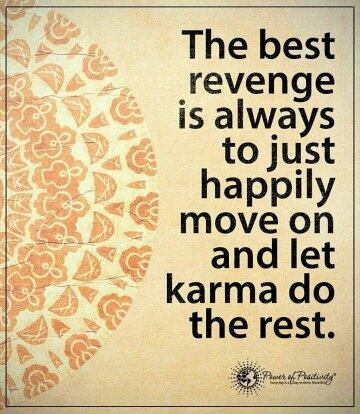 The best
revenge
is always
to just
happily
move on
and let
karma do
the rest.
Power of Positivity